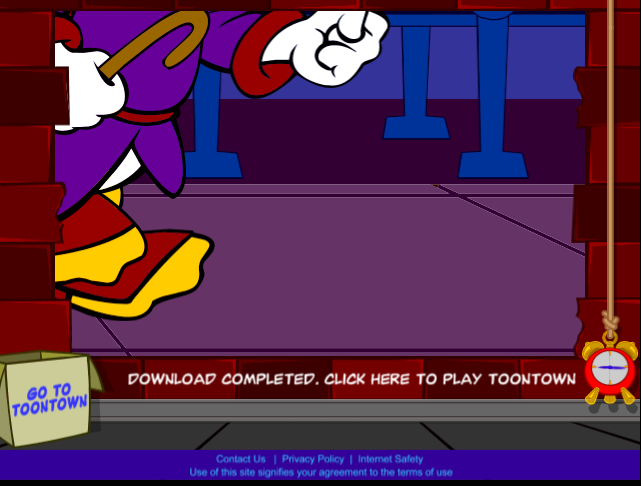 DOWNLOAD COMPLETED. CLICK HERE TO PLAY TOONTOWN
GO TO
TOONTOWN
Contact Us | Privacy Policy | Internet Safety
Use of this site signifies your agreement to the terms of use